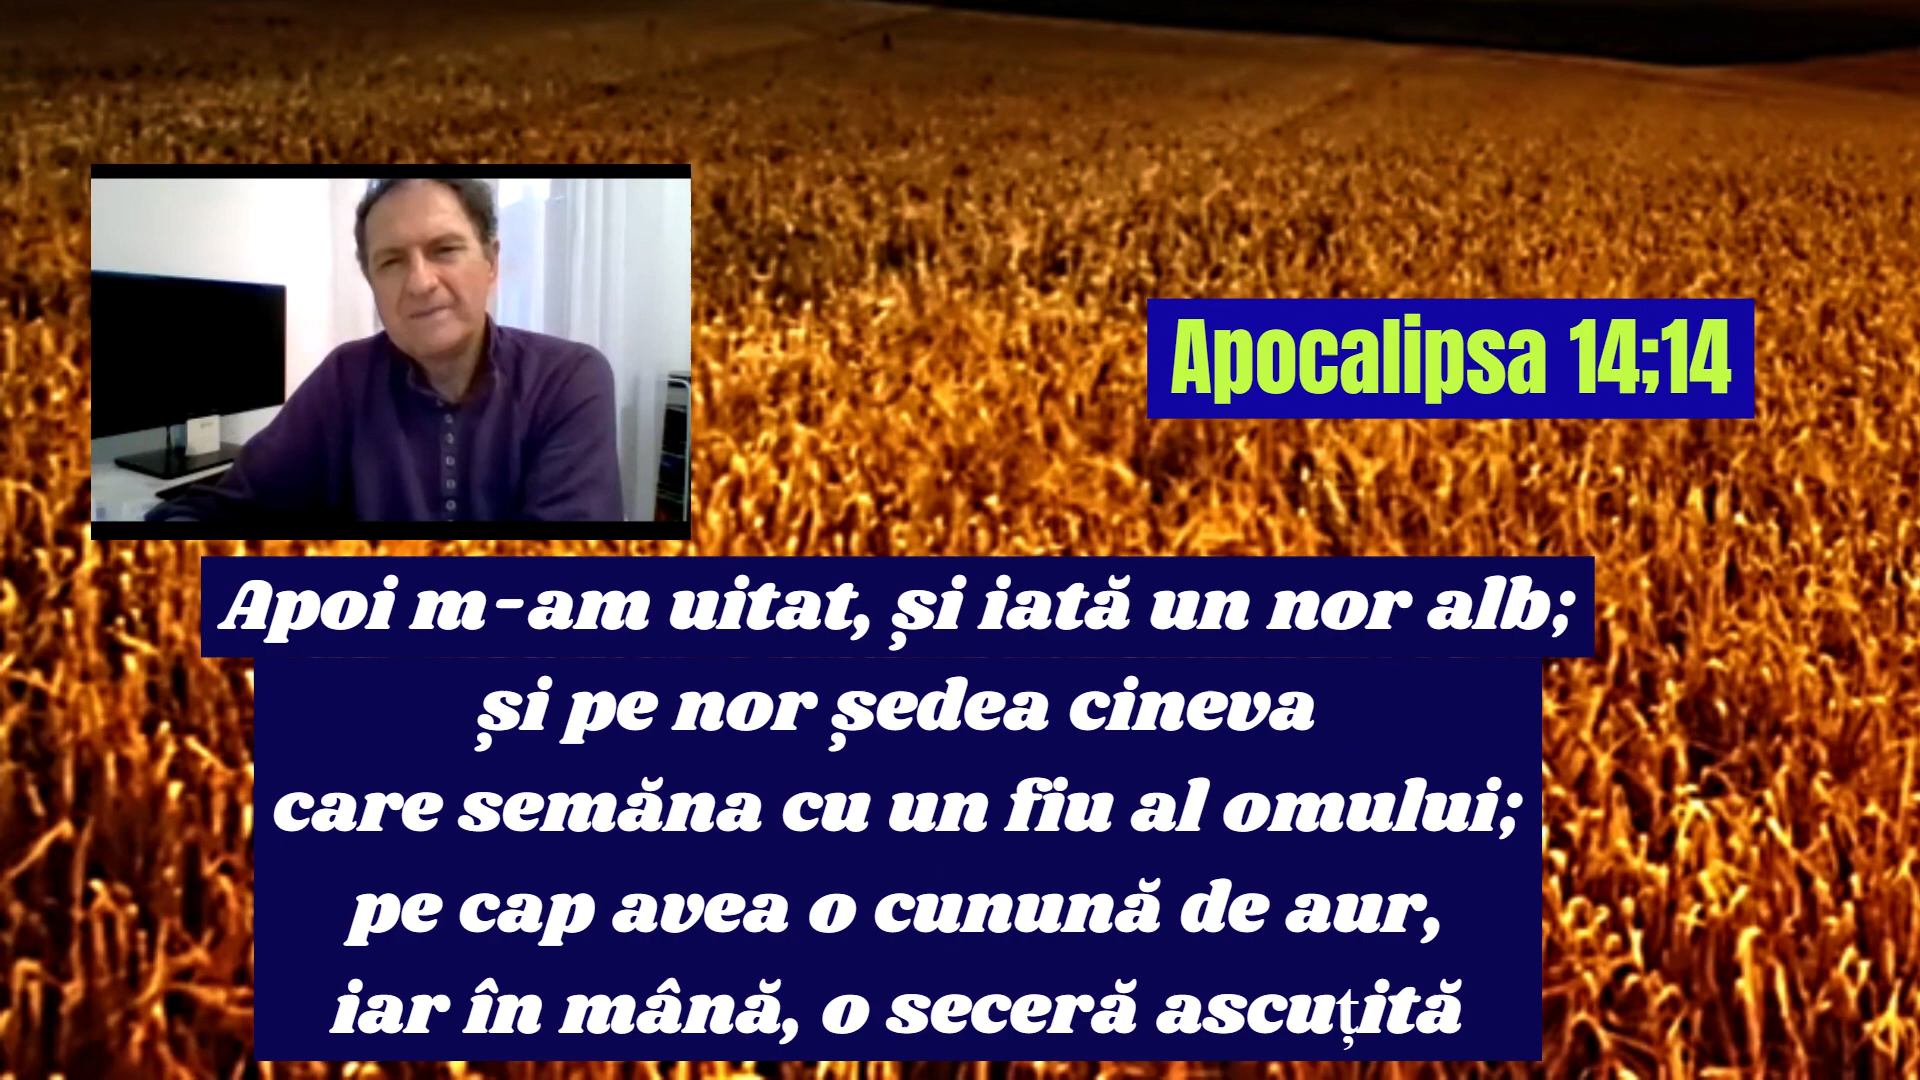 Apocalipsa 14;14
Apoi m-am uitat, și iată un nor alb;
și pe nor ședea cineva
care semăna cu un fiu al omului;
pe cap avea o cunună de aur,
iar în mână, o seceră ascuțită